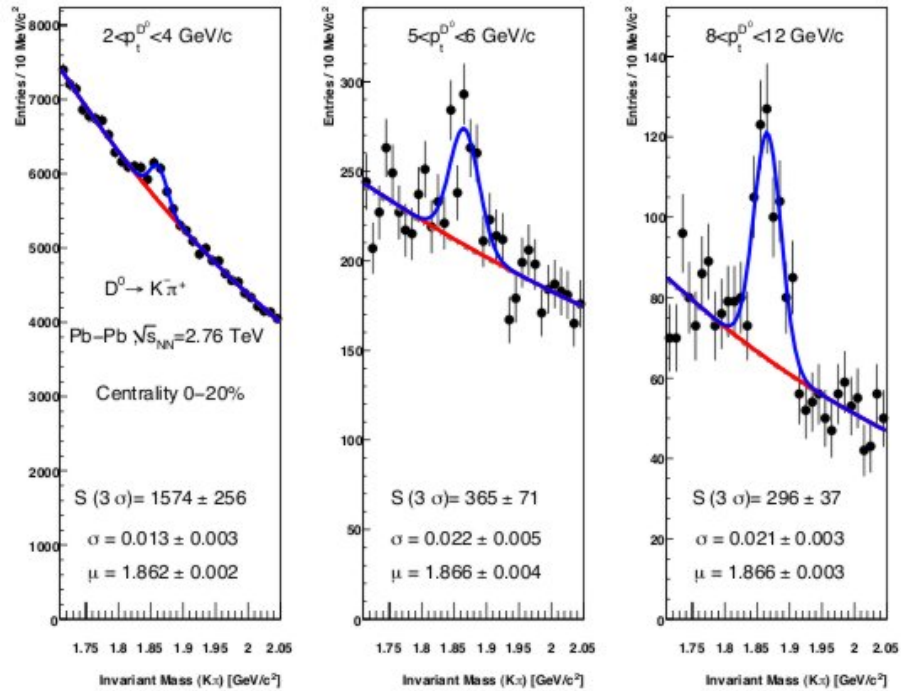 Entries / 10 MeV/c²
8000
7000
6000
5000
4000
3000
2000
1000
0
2<p_t^D⁰<4 GeV/c
D⁰→ K⁻π⁺
Pb−Pb √s_NN=2.76 TeV
Centrality 0−20%
S (3 σ)= 1574 ± 256
σ = 0.013 ± 0.003
μ = 1.862 ± 0.002
1.75 1.8 1.85 1.9 1.95 2 2.05
Invariant Mass (Kπ) [GeV/c²]
Entries / 10 MeV/c²
300
250
200
150
100
50
0
5<p_t^D⁰<6 GeV/c
S (3 σ)= 365 ± 71
σ = 0.022 ± 0.005
μ = 1.866 ± 0.004
1.75 1.8 1.85 1.9 1.95 2 2.05
Invariant Mass (Kπ) [GeV/c²]
Entries / 10 MeV/c²
140
120
100
80
60
40
20
0
8<p_t^D⁰<12 GeV/c
S (3 σ)= 296 ± 37
σ = 0.021 ± 0.003
μ = 1.866 ± 0.003
1.75 1.8 1.85 1.9 1.95 2 2.05
Invariant Mass (Kπ) [GeV/c²]